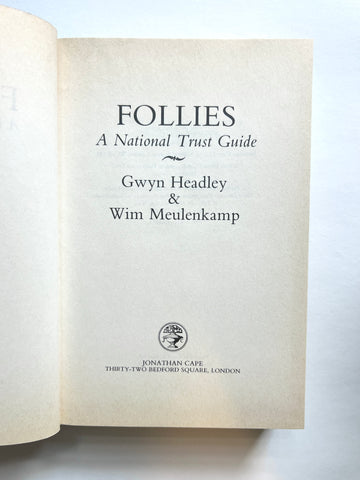 FOLLIES
A National Trust Guide
Gwyn Headley
&
Wim Meulenkamp
JONATHAN CAPE
THIRTY-TWO BEDFORD SQUARE, LONDON